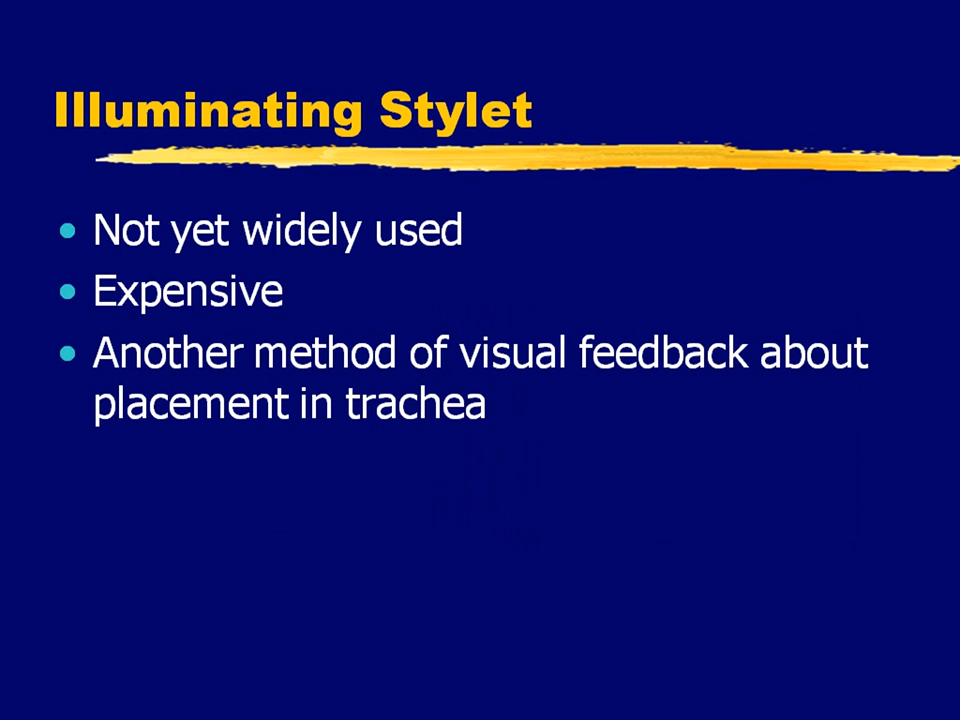 Illuminating Stylet
• Not yet widely used
• Expensive
• Another method of visual feedback about
placement in trachea